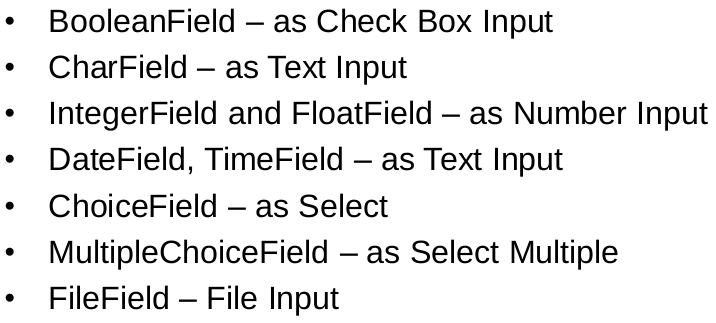 • BooleanField – as Check Box Input
• CharField – as Text Input
• IntegerField and FloatField – as Number Input
• DateField, TimeField – as Text Input
• ChoiceField – as Select
• MultipleChoiceField – as Select Multiple
• FileField – File Input